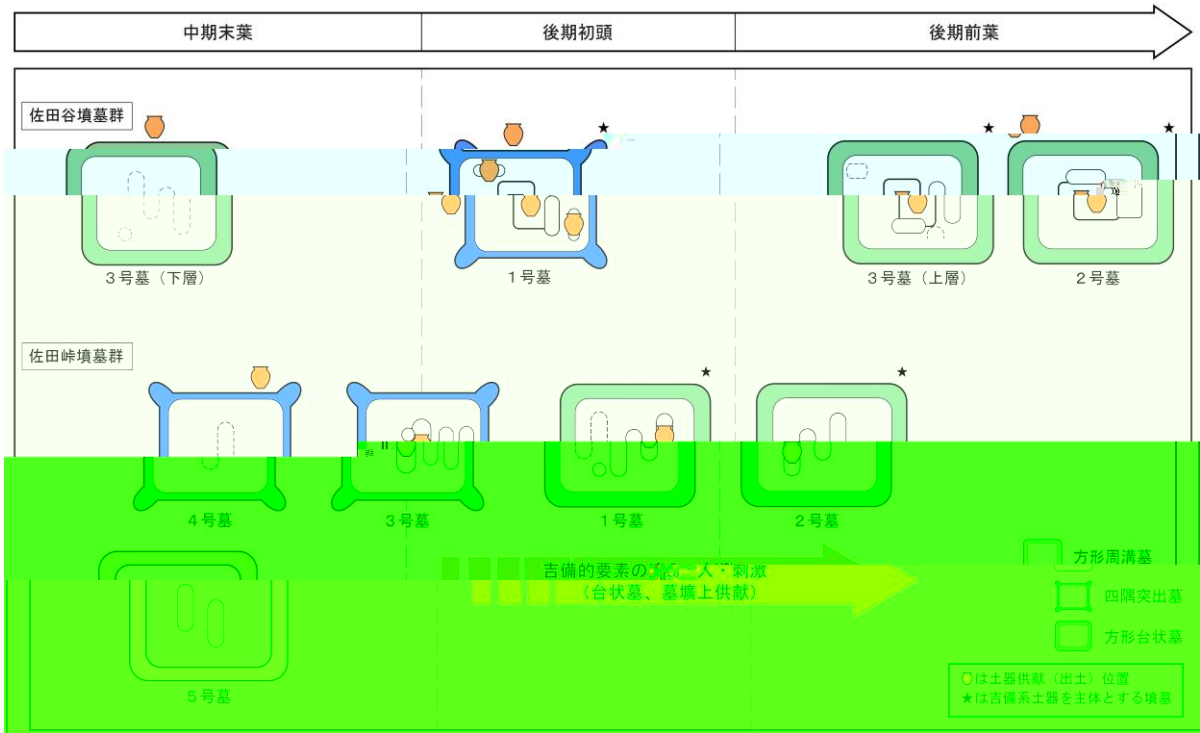 中期末葉
後期初頭
後期前葉
佐田谷墳墓群
★
★
★
3号墓（下層）
1号墓
3号墓（上層）
2号墓
佐田峠墳墓群
★
★
4号墓
3号墓
1号墓
2号墓
吉備的要素の
人・刺激
（台状墓、墓壙上供献）
方形周溝墓
四隅突出墓
方形台状墓
5号墓
は土器供献（出土）位置
★は吉備系土器を主体とする墳墓